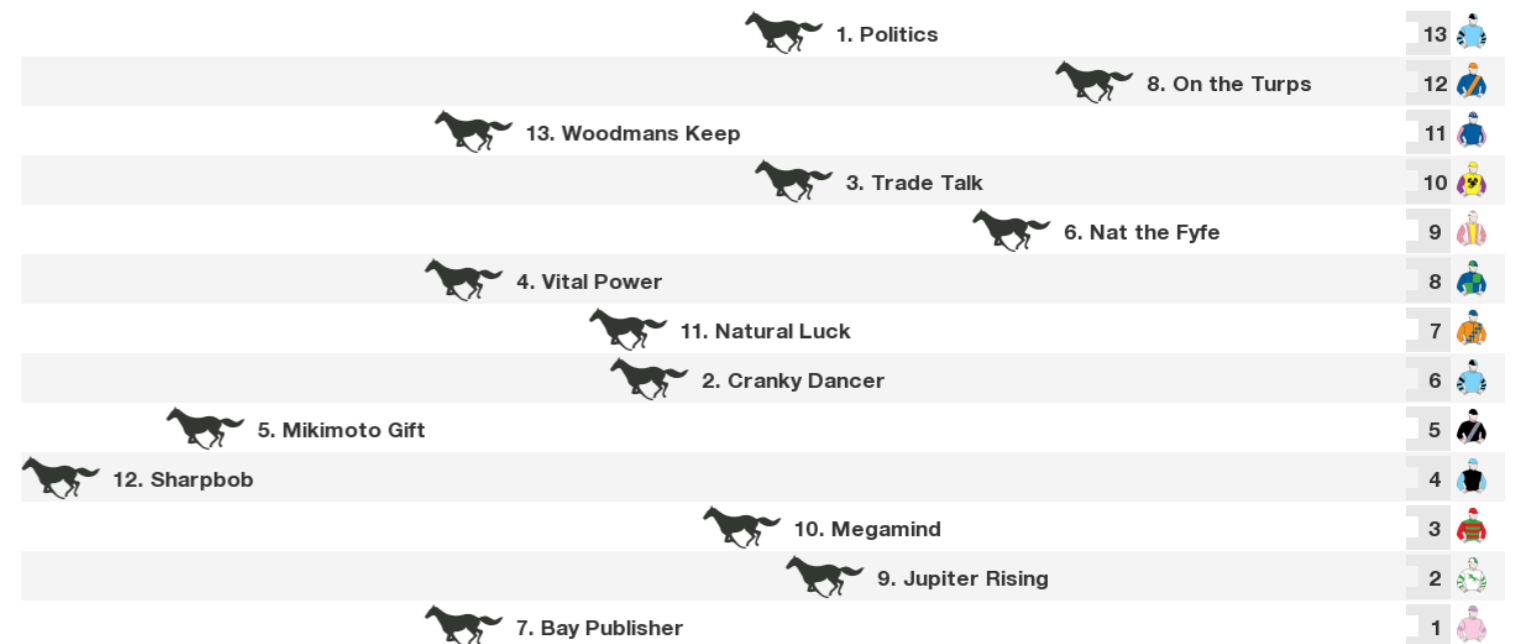 1. Politics 13
8. On the Turps 12
13. Woodmans Keep 11
3. Trade Talk 10
6. Nat the Fyfe 9
4. Vital Power 8
11. Natural Luck 7
2. Cranky Dancer 6
5. Mikimoto Gift 5
12. Sharpbob 4
10. Megamind 3
9. Jupiter Rising 2
7. Bay Publisher 1